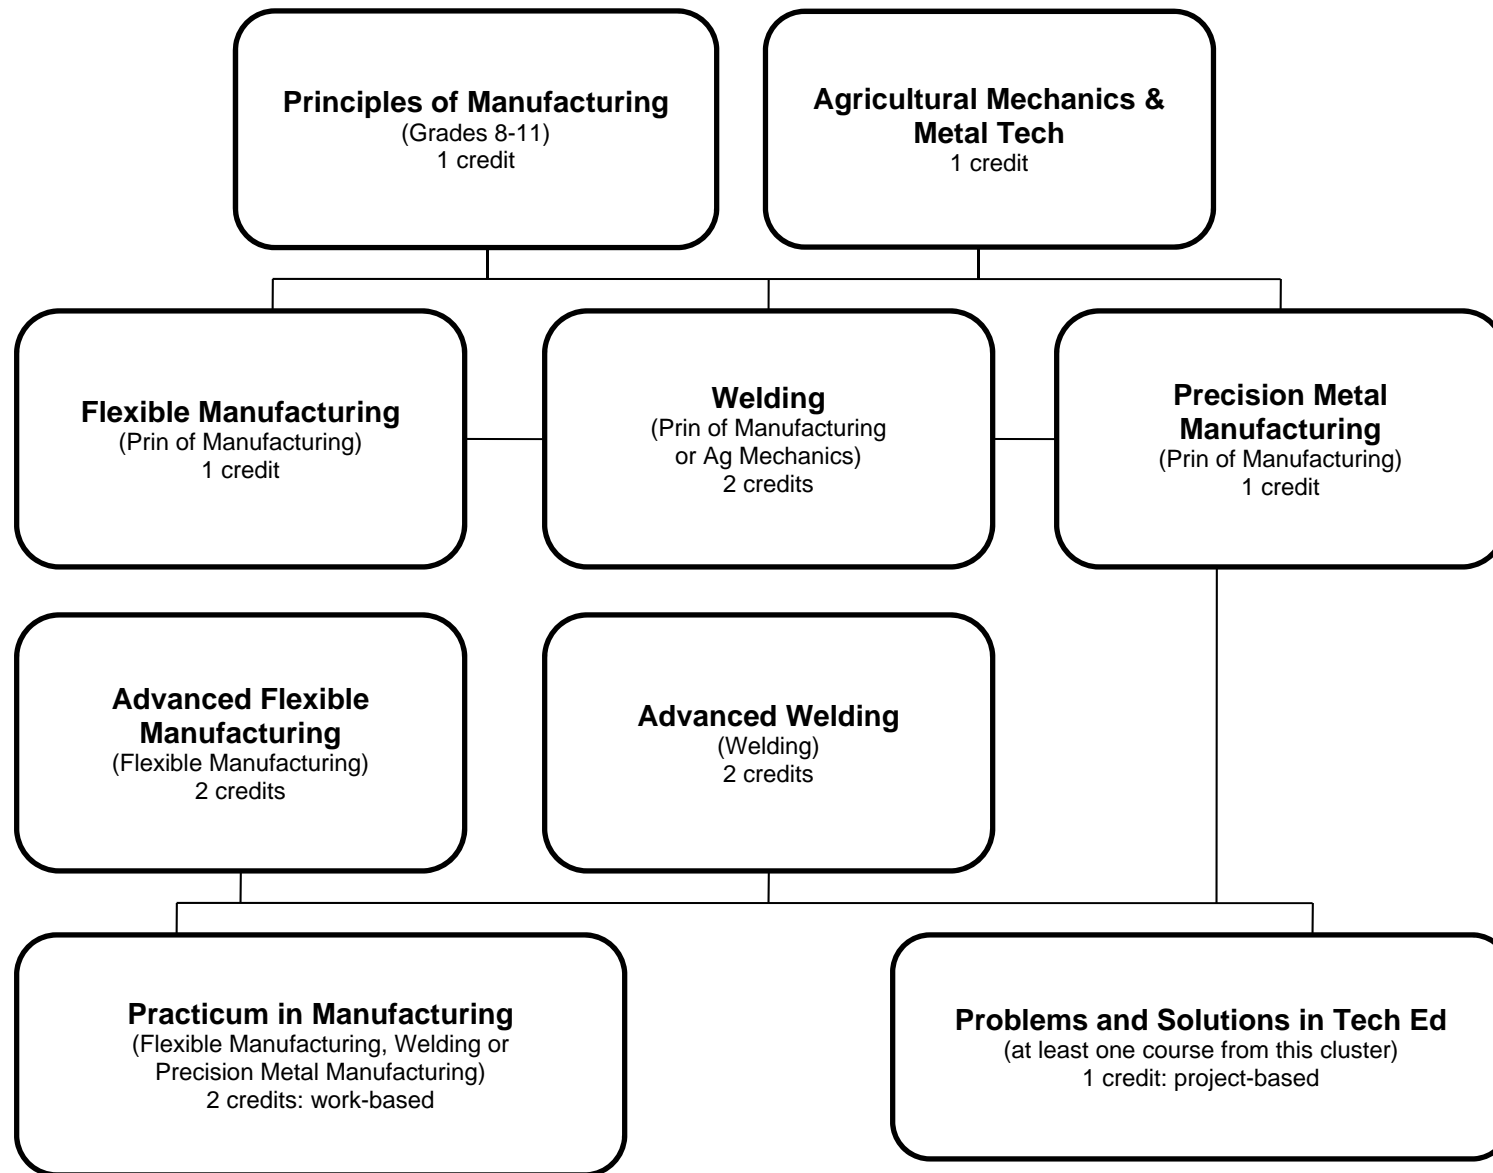 Principles of Manufacturing
(Grades 8-11)
1 credit
Agricultural Mechanics &
Metal Tech
1 credit
Flexible Manufacturing
(Prin of Manufacturing)
1 credit
Welding
(Prin of Manufacturing
or Ag Mechanics)
2 credits
Precision Metal
Manufacturing
(Prin of Manufacturing)
1 credit
Advanced Flexible
Manufacturing
(Flexible Manufacturing)
2 credits
Advanced Welding
(Welding)
2 credits
Practicum in Manufacturing
(Flexible Manufacturing, Welding or
Precision Metal Manufacturing)
2 credits: work-based
Problems and Solutions in Tech Ed
(at least one course from this cluster)
1 credit: project-based